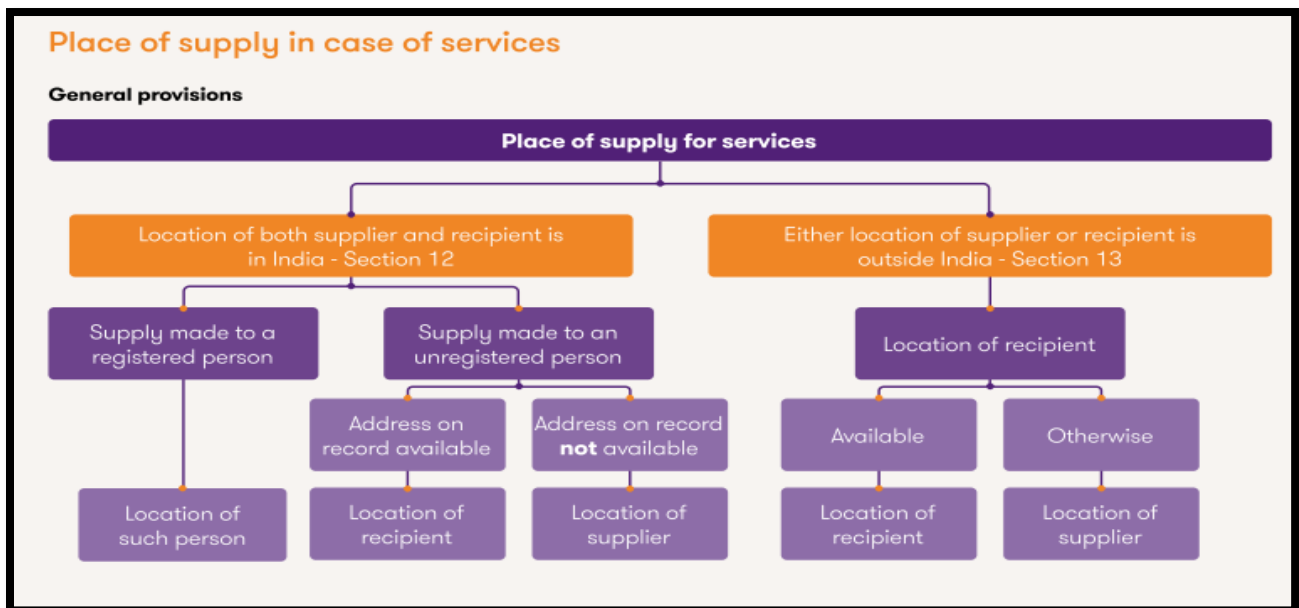 Place of supply in case of services
General provisions
Place of supply for services
Location of both supplier and recipient is
in India - Section 12
Either location of supplier or recipient is
outside India - Section 13
Supply made to a
registered person
Supply made to an
unregistered person
Location of recipient
Address on
record available
Address on record
not available
Available
Otherwise
Location of
such person
Location of
recipient
Location of
supplier
Location of
recipient
Location of
supplier